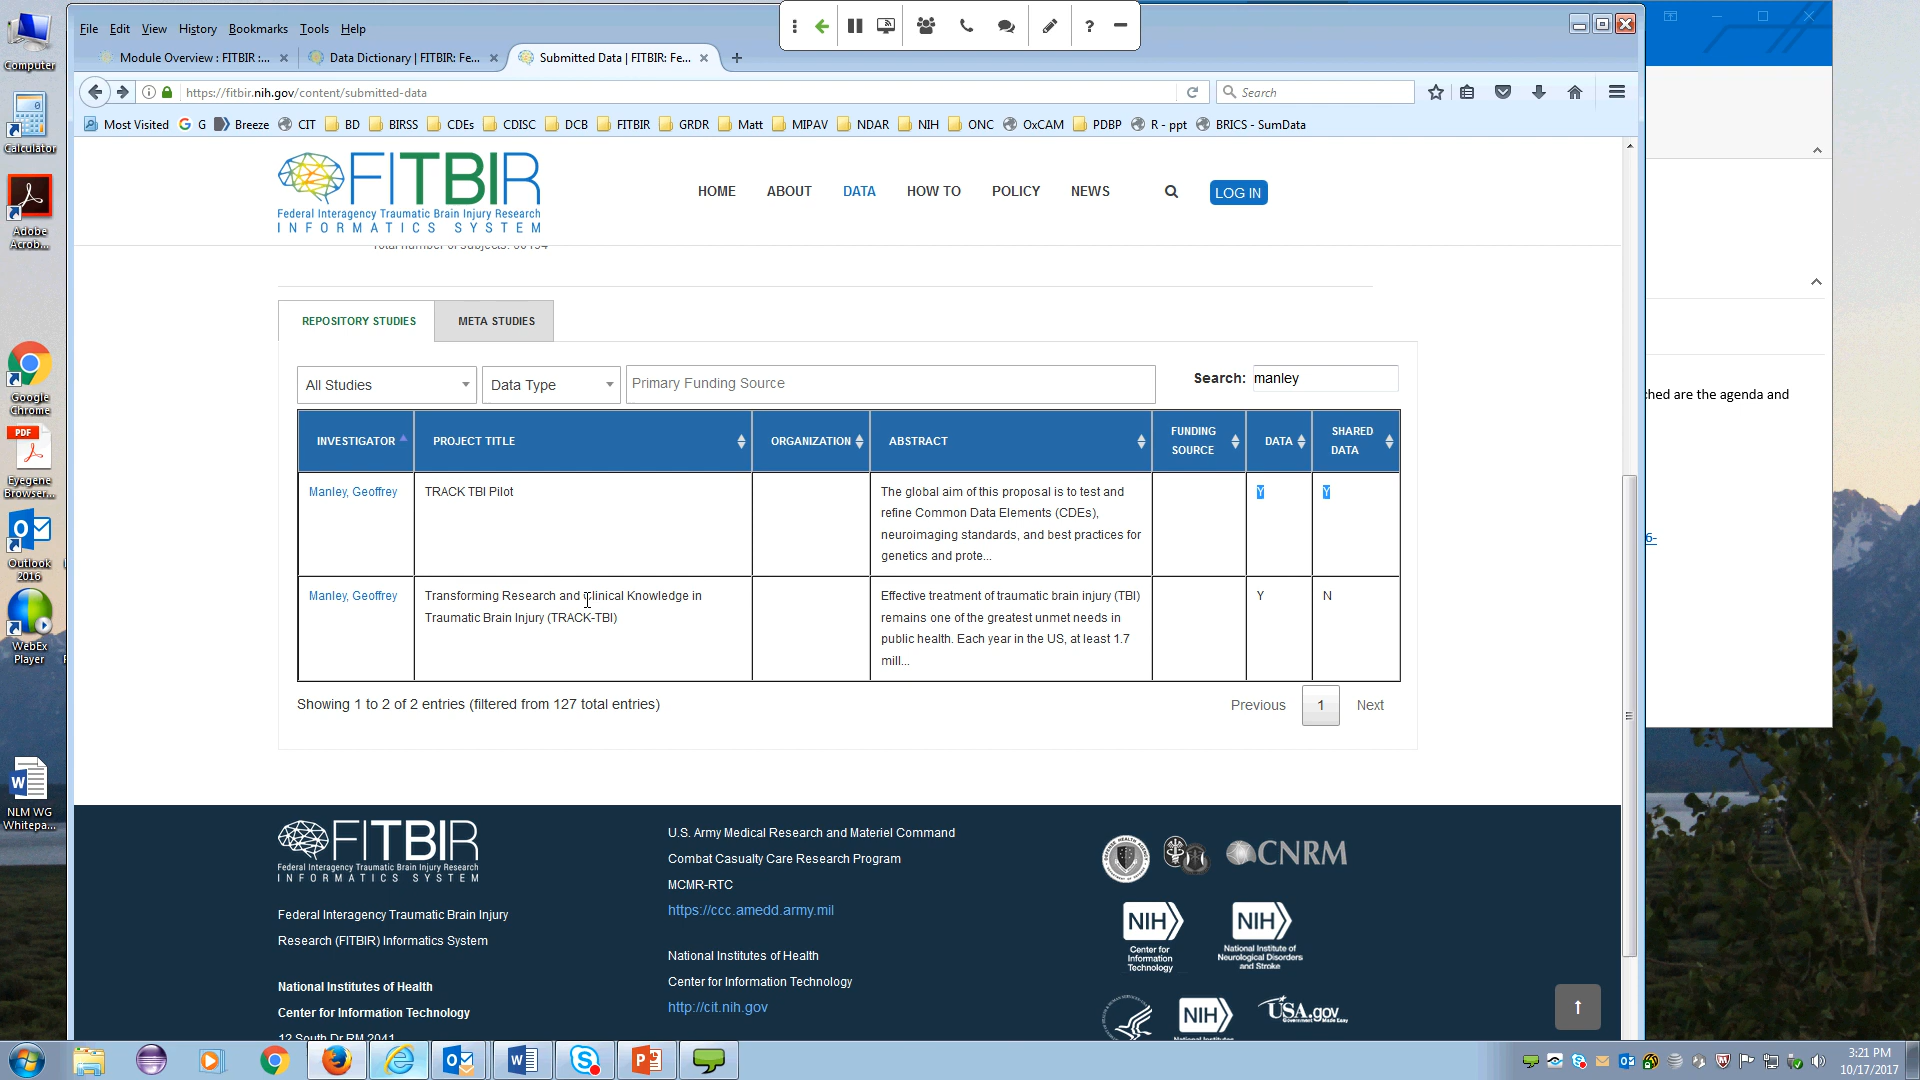 File Edit View History Bookmarks Tools Help
Module Overview : FITBIR :...
Data Dictionary | FITBIR: Fe...
Submitted Data | FITBIR: Fe...
https://fitbir.nih.gov/content/submitted-data
Search
Most Visited G Breeze CIT BD BIRSS CDEs CDISC DCB FITBIR GRDR Matt MIPAV NDAR NIH ONC OxCAM PDBP R - ppt BRICS - SumData
Computer
Calculator
Adobe
Acrob...
Google
Chrome
PDF
Eyegene
Browser...
Outlook
2016
WebEx
Player
NLM WG
Whitepa...
FITBIR
Federal Interagency Traumatic Brain Injury Research
INFORMATICS SYSTEM
HOME ABOUT DATA HOW TO POLICY NEWS LOG IN
REPOSITORY STUDIES META STUDIES
All Studies Data Type Primary Funding Source Search: manley
INVESTIGATOR PROJECT TITLE ORGANIZATION ABSTRACT FUNDING SOURCE DATA SHARED DATA
Manley, Geoffrey TRACK TBI Pilot The global aim of this proposal is to test and Y Y
refine Common Data Elements (CDEs),
neuroimaging standards, and best practices for
genetics and prote...
Manley, Geoffrey Transforming Research and Clinical Knowledge in Effective treatment of traumatic brain injury (TBI) Y N
Traumatic Brain Injury (TRACK-TBI) remains one of the greatest unmet needs in
public health. Each year in the US, at least 1.7
mill...
Showing 1 to 2 of 2 entries (filtered from 127 total entries)
Previous 1 Next
ched are the agenda and
6-
FITBIR
Federal Interagency Traumatic Brain Injury Research
INFORMATICS SYSTEM
Federal Interagency Traumatic Brain Injury
Research (FITBIR) Informatics System
National Institutes of Health
Center for Information Technology
12 South Dr RM 2041
U.S. Army Medical Research and Materiel Command
Combat Casualty Care Research Program
MCMR-RTC
https://ccc.amedd.army.mil
National Institutes of Health
Center for Information Technology
http://cit.nih.gov
CNRM
NIH
Center for
Information
Technology
NIH
National Institute of
Neurological Disorders
and Stroke
NIH
USA.gov
3:21 PM
10/17/2017